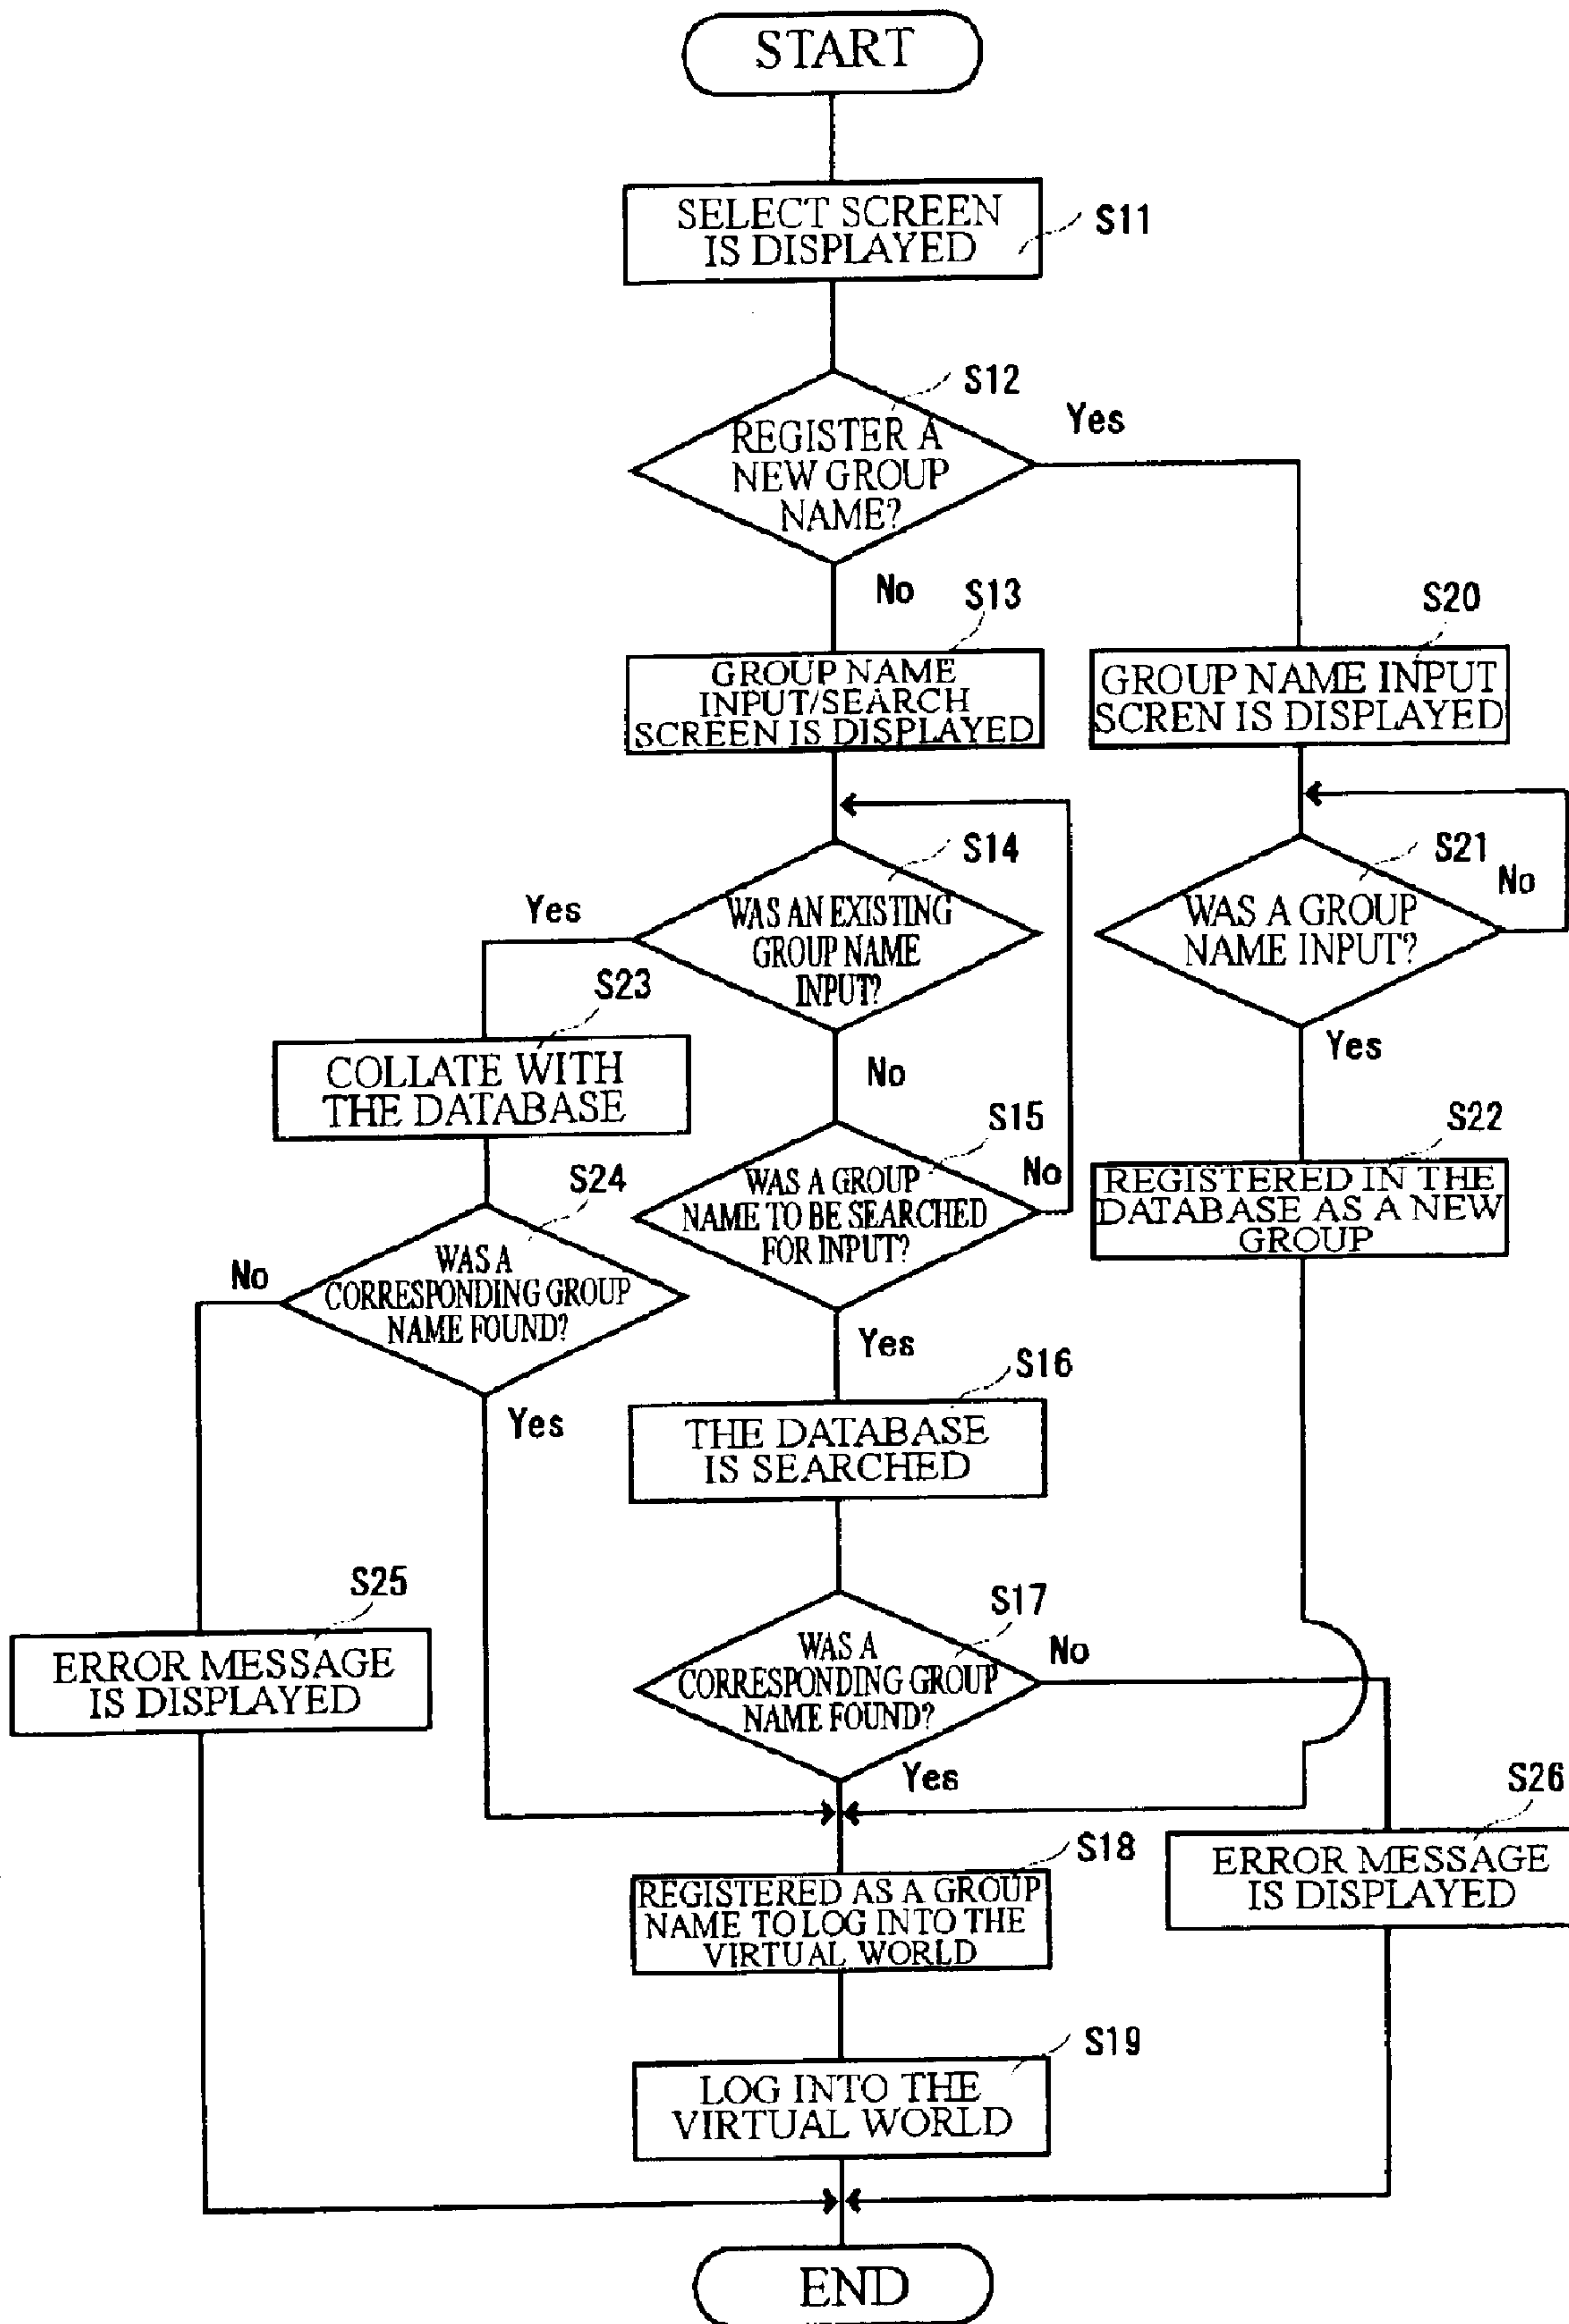 START
SELECT SCREEN
IS DISPLAYED
S11
S12
REGISTER A
NEW GROUP
NAME?
Yes
No
S13
GROUP NAME
INPUT/SEARCH
SCREEN IS DISPLAYED
S20
GROUP NAME INPUT
SCREN IS DISPLAYED
S14
WAS AN EXISTING
GROUP NAME
INPUT?
Yes
No
S21
WAS A GROUP
NAME INPUT?
No
Yes
S23
COLLATE WITH
THE DATABASE
S15
WAS A GROUP
NAME TO BE SEARCHED
FOR INPUT?
No
Yes
S22
REGISTERED IN THE
DATABASE AS A NEW
GROUP
S24
WAS A
CORRESPONDING GROUP
NAME FOUND?
No
Yes
S16
THE DATABASE
IS SEARCHED
S25
ERROR MESSAGE
IS DISPLAYED
S17
WAS A
CORRESPONDING GROUP
NAME FOUND?
No
Yes
S26
ERROR MESSAGE
IS DISPLAYED
S18
REGISTERED AS A GROUP
NAME TO LOG INTO THE
VIRTUAL WORLD
S19
LOG INTO THE
VIRTUAL WORLD
END